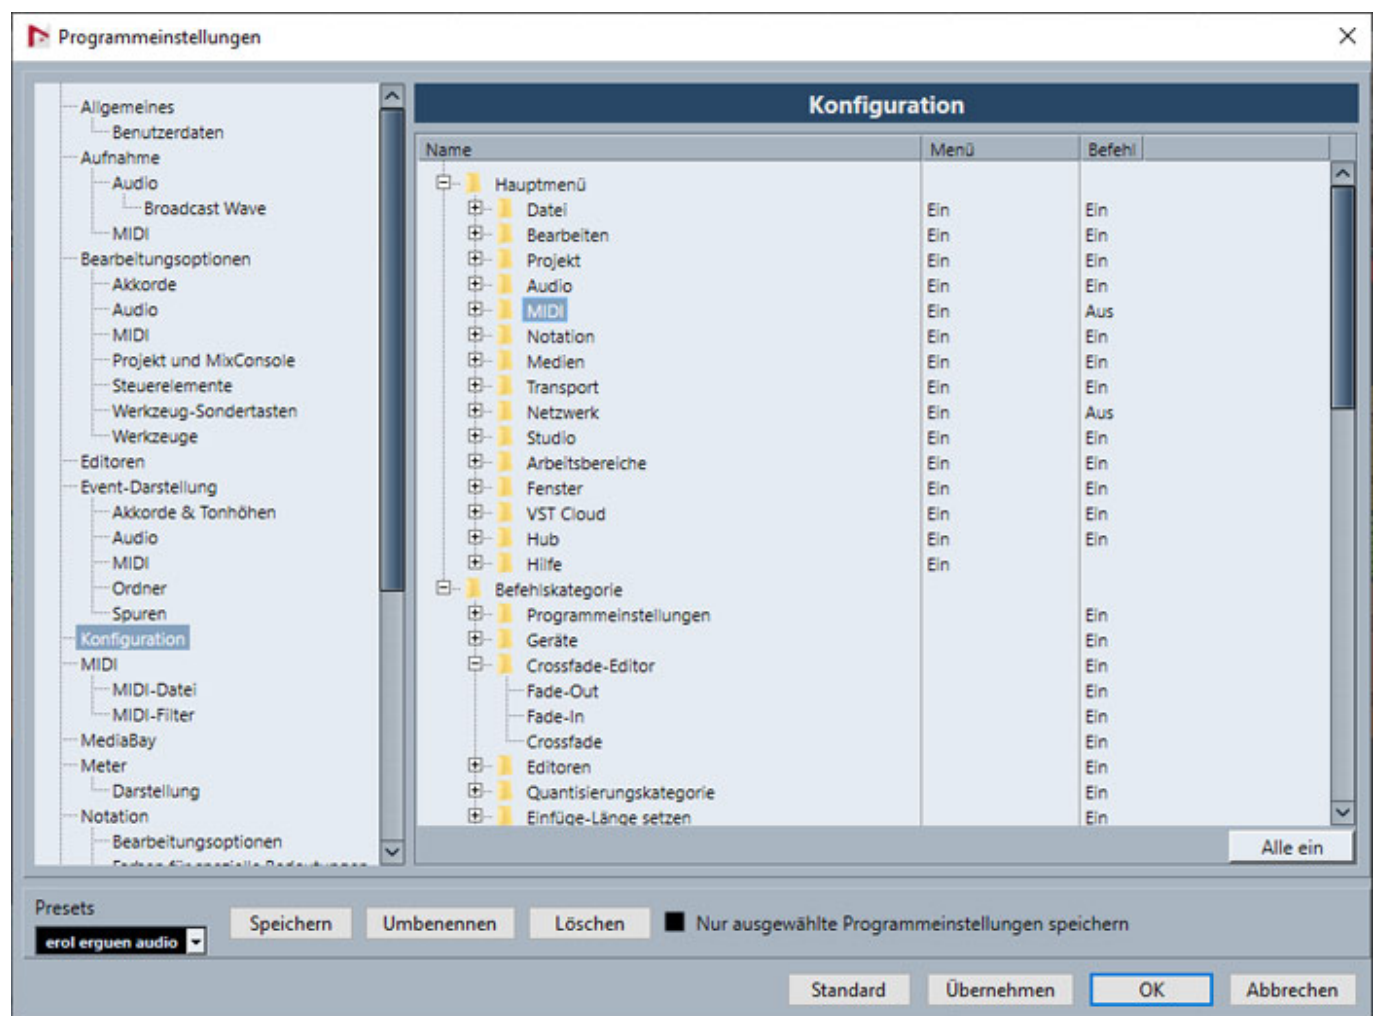 Programmeinstellungen
Allgemeines
Benutzerdaten
Aufnahme
Audio
Broadcast Wave
MIDI
Bearbeitungsoptionen
Akkorde
Audio
MIDI
Projekt und MixConsole
Steuerelemente
Werkzeug-Sondertasten
Werkzeuge
Editoren
Event-Darstellung
Akkorde & Tonhöhen
Audio
MIDI
Ordner
Spuren
Konfiguration
MIDI
MIDI-Datei
MIDI-Filter
MediaBay
Meter
Darstellung
Notation
Bearbeitungsoptionen
Farben für spezielle Bedeutungen
Konfiguration
Name Menü Befehl
Hauptmenü
Datei Ein Ein
Bearbeiten Ein Ein
Projekt Ein Ein
Audio Ein Ein
MIDI Ein Aus
Notation Ein Ein
Medien Ein Ein
Transport Ein Ein
Netzwerk Ein Aus
Studio Ein Ein
Arbeitsbereiche Ein Ein
Fenster Ein Ein
VST Cloud Ein Ein
Hub Ein Ein
Hilfe Ein
Befehlskategorie
Programmeinstellungen Ein
Geräte Ein
Crossfade-Editor Ein
Fade-Out Ein
Fade-In Ein
Crossfade Ein
Editoren Ein
Quantisierungskategorie Ein
Einfüge-Länge setzen Ein
Alle ein
Presets
erol erguen audio
Speichern Umbenennen Löschen Nur ausgewählte Programmeinstellungen speichern
Standard Übernehmen OK Abbrechen